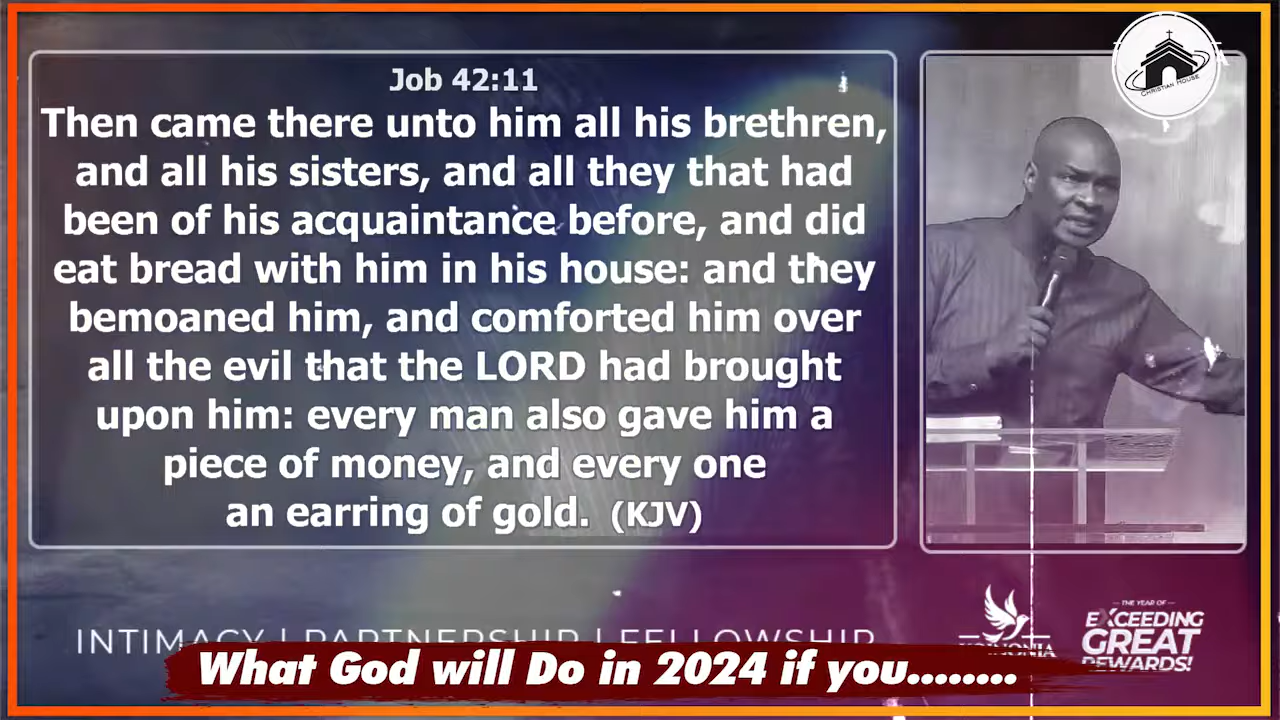 Job 42:11
Then came there unto him all his brethren,
and all his sisters, and all they that had
been of his acquaintance before, and did
eat bread with him in his house: and they
bemoaned him, and comforted him over
all the evil that the LORD had brought
upon him: every man also gave him a
piece of money, and every one
an earring of gold. (KJV)
CHRISTIAN HOUSE
INTIMACY | PARTNERSHIP | FELLOWSHIP
KOINONIA
— THE YEAR OF —
EXCEEDING
GREAT
REWARDS!
What God will Do in 2024 if you........